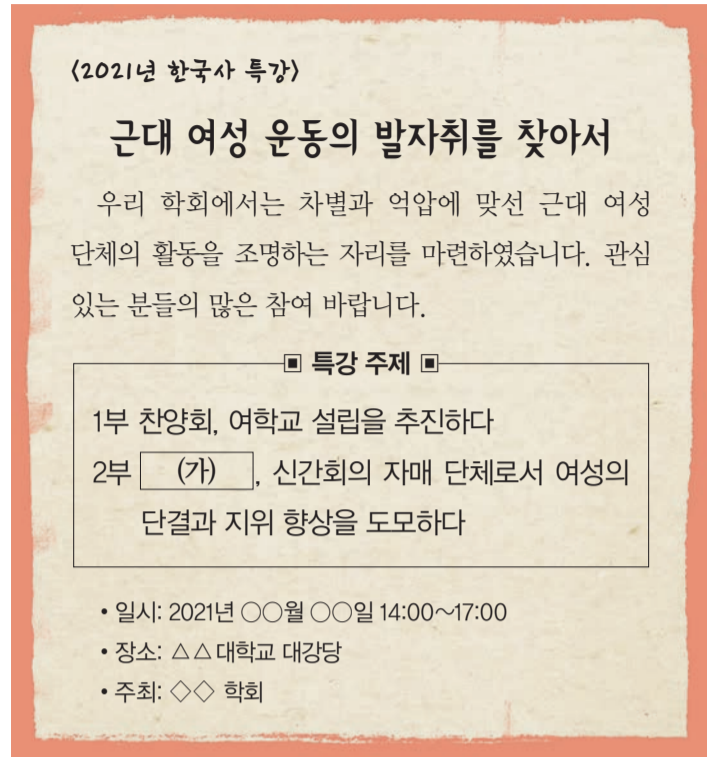 〈2021년 한국사 특강〉
근대 여성 운동의 발자취를 찾아서
우리 학회에서는 차별과 억압에 맞선 근대 여성
단체의 활동을 조명하는 자리를 마련하였습니다. 관심
있는 분들의 많은 참여 바랍니다.
▣ 특강 주제 ▣
1부 찬양회, 여학교 설립을 추진하다
2부 (가) , 신간회의 자매 단체로서 여성의
단결과 지위 향상을 도모하다
• 일시: 2021년 ○○월 ○○일 14:00~17:00
• 장소: △△대학교 대강당
• 주최: ◇◇ 학회